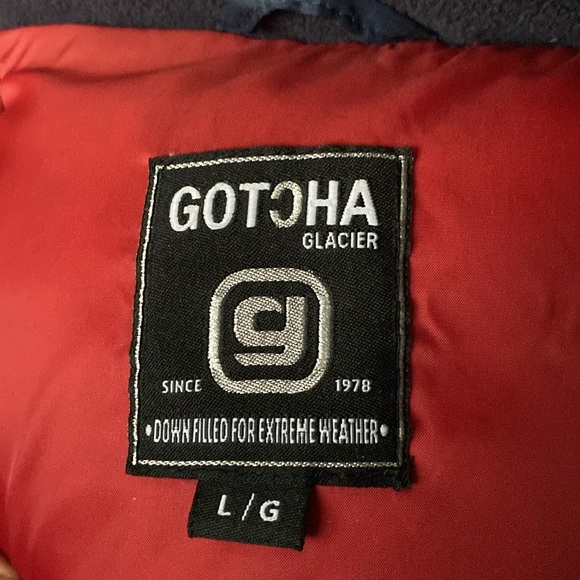 GOTCHA
GLACIER
g
SINCE 1978
•DOWN FILLED FOR EXTREME WEATHER•
L/G